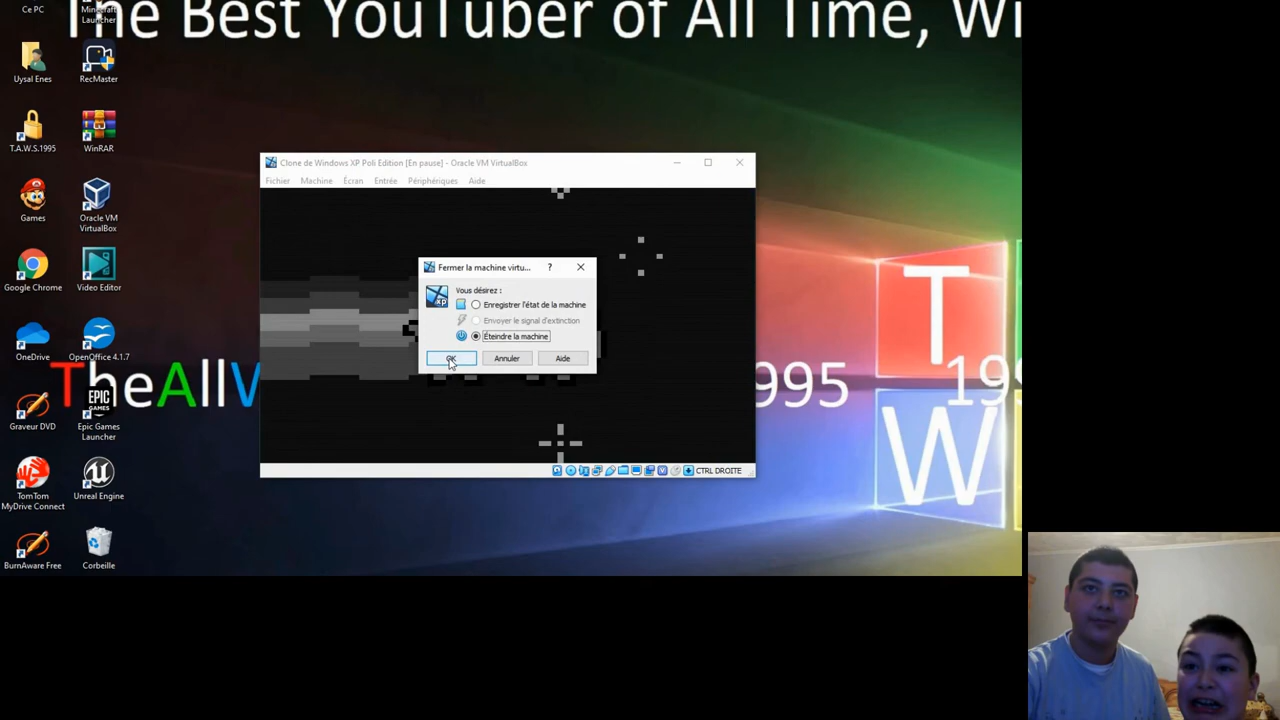 The Best YouTuber of All Time, Wi
Ce PC
Minecraft
Launcher
Uysal Enes
RecMaster
T.A.W.S.1995
WinRAR
Games
Oracle VM
VirtualBox
Google Chrome
Video Editor
OneDrive
OpenOffice 4.1.7
Graveur DVD
EPIC
GAMES
Epic Games
Launcher
TomTom
MyDrive Connect
Unreal Engine
BurnAware Free
Corbeille
Clone de Windows XP Poli Edition [En pause] - Oracle VM VirtualBox
Fichier Machine Écran Entrée Périphériques Aide
Fermer la machine virtu... ?
Vous désirez :
xp
Enregistrer l'état de la machine
Envoyer le signal d'extinction
Éteindre la machine
OK Annuler Aide
CTRL DROITE
TheAllW
995
199
T
W